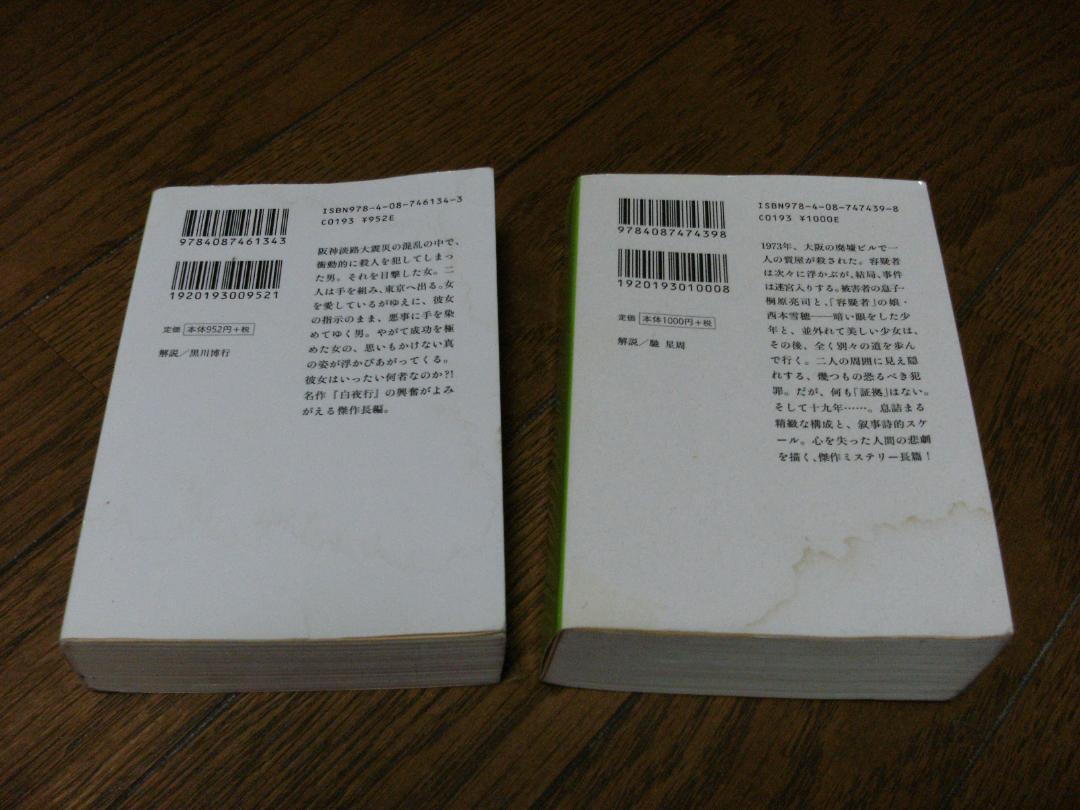 ISBN978-4-08-746134-3
C0193 ¥952E
9784087461343
1920193009521
定価 本体952円+税
解説/黒川博行
阪神淡路大震災の混乱の中で、
衝動的に殺人を犯してしまっ
た男。それを目撃した女。二
人は手を組み、東京へ出る。女
を愛しているがゆえに、彼女
の指示のまま、悪事に手を染
めてゆく男。やがて成功を極
めた女の、思いもかけない真
の姿が浮かびあがってくる。
彼女はいったい何者なのか?!
名作『白夜行』の興奮がよみ
がえる傑作長編。
ISBN978-4-08-747439-8
C0193 ¥1000E
9784087474398
1920193010008
定価 本体1000円+税
解説/馳 星周
1973年、大阪の廃墟ビルで一
人の質屋が殺された。容疑者
は次々に浮かぶが、結局、事件
は迷宮入りする。被害者の息子・
桐原亮司と、「容疑者」の娘・
西本雪穂――暗い眼をした少
年と、並外れて美しい少女は、
その後、全く別々の道を歩ん
で行く。二人の周囲に見え隠
れする、幾つもの恐るべき犯
罪。だが、何も「証拠」はない。
そして十九年……。息詰まる
精緻な構成と、叙事詩的スケ
ール。心を失った人間の悲劇
を描く、傑作ミステリー長篇!